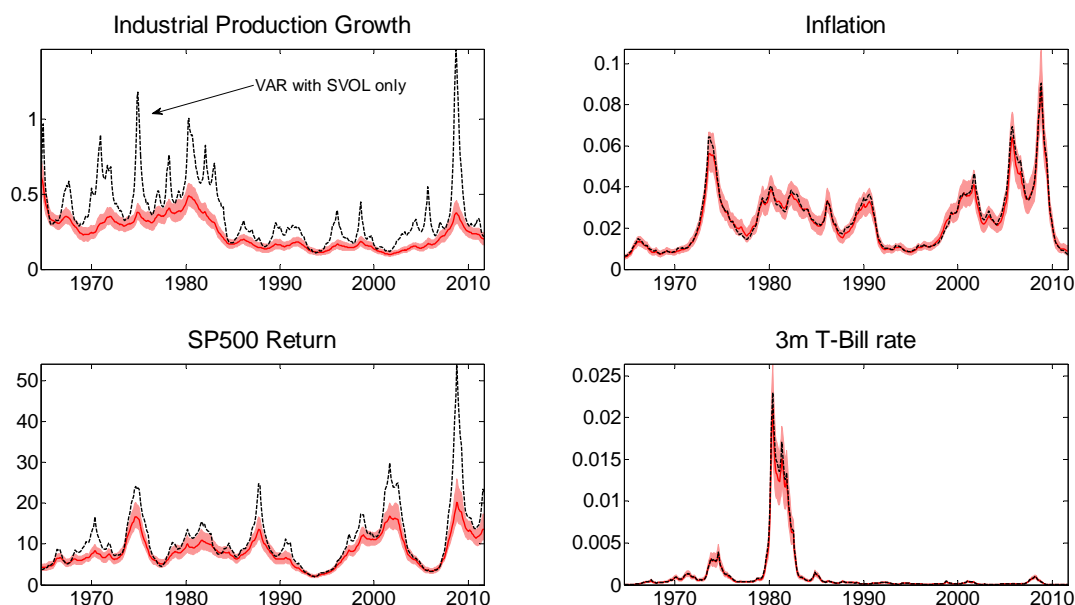 Industrial Production Growth
1
0.5
0
VAR with SVOL only
1970 1980 1990 2000 2010
Inflation
0.1
0.08
0.06
0.04
0.02
0
1970 1980 1990 2000 2010
SP500 Return
50
40
30
20
10
0
1970 1980 1990 2000 2010
3m T-Bill rate
0.025
0.02
0.015
0.01
0.005
0
1970 1980 1990 2000 2010